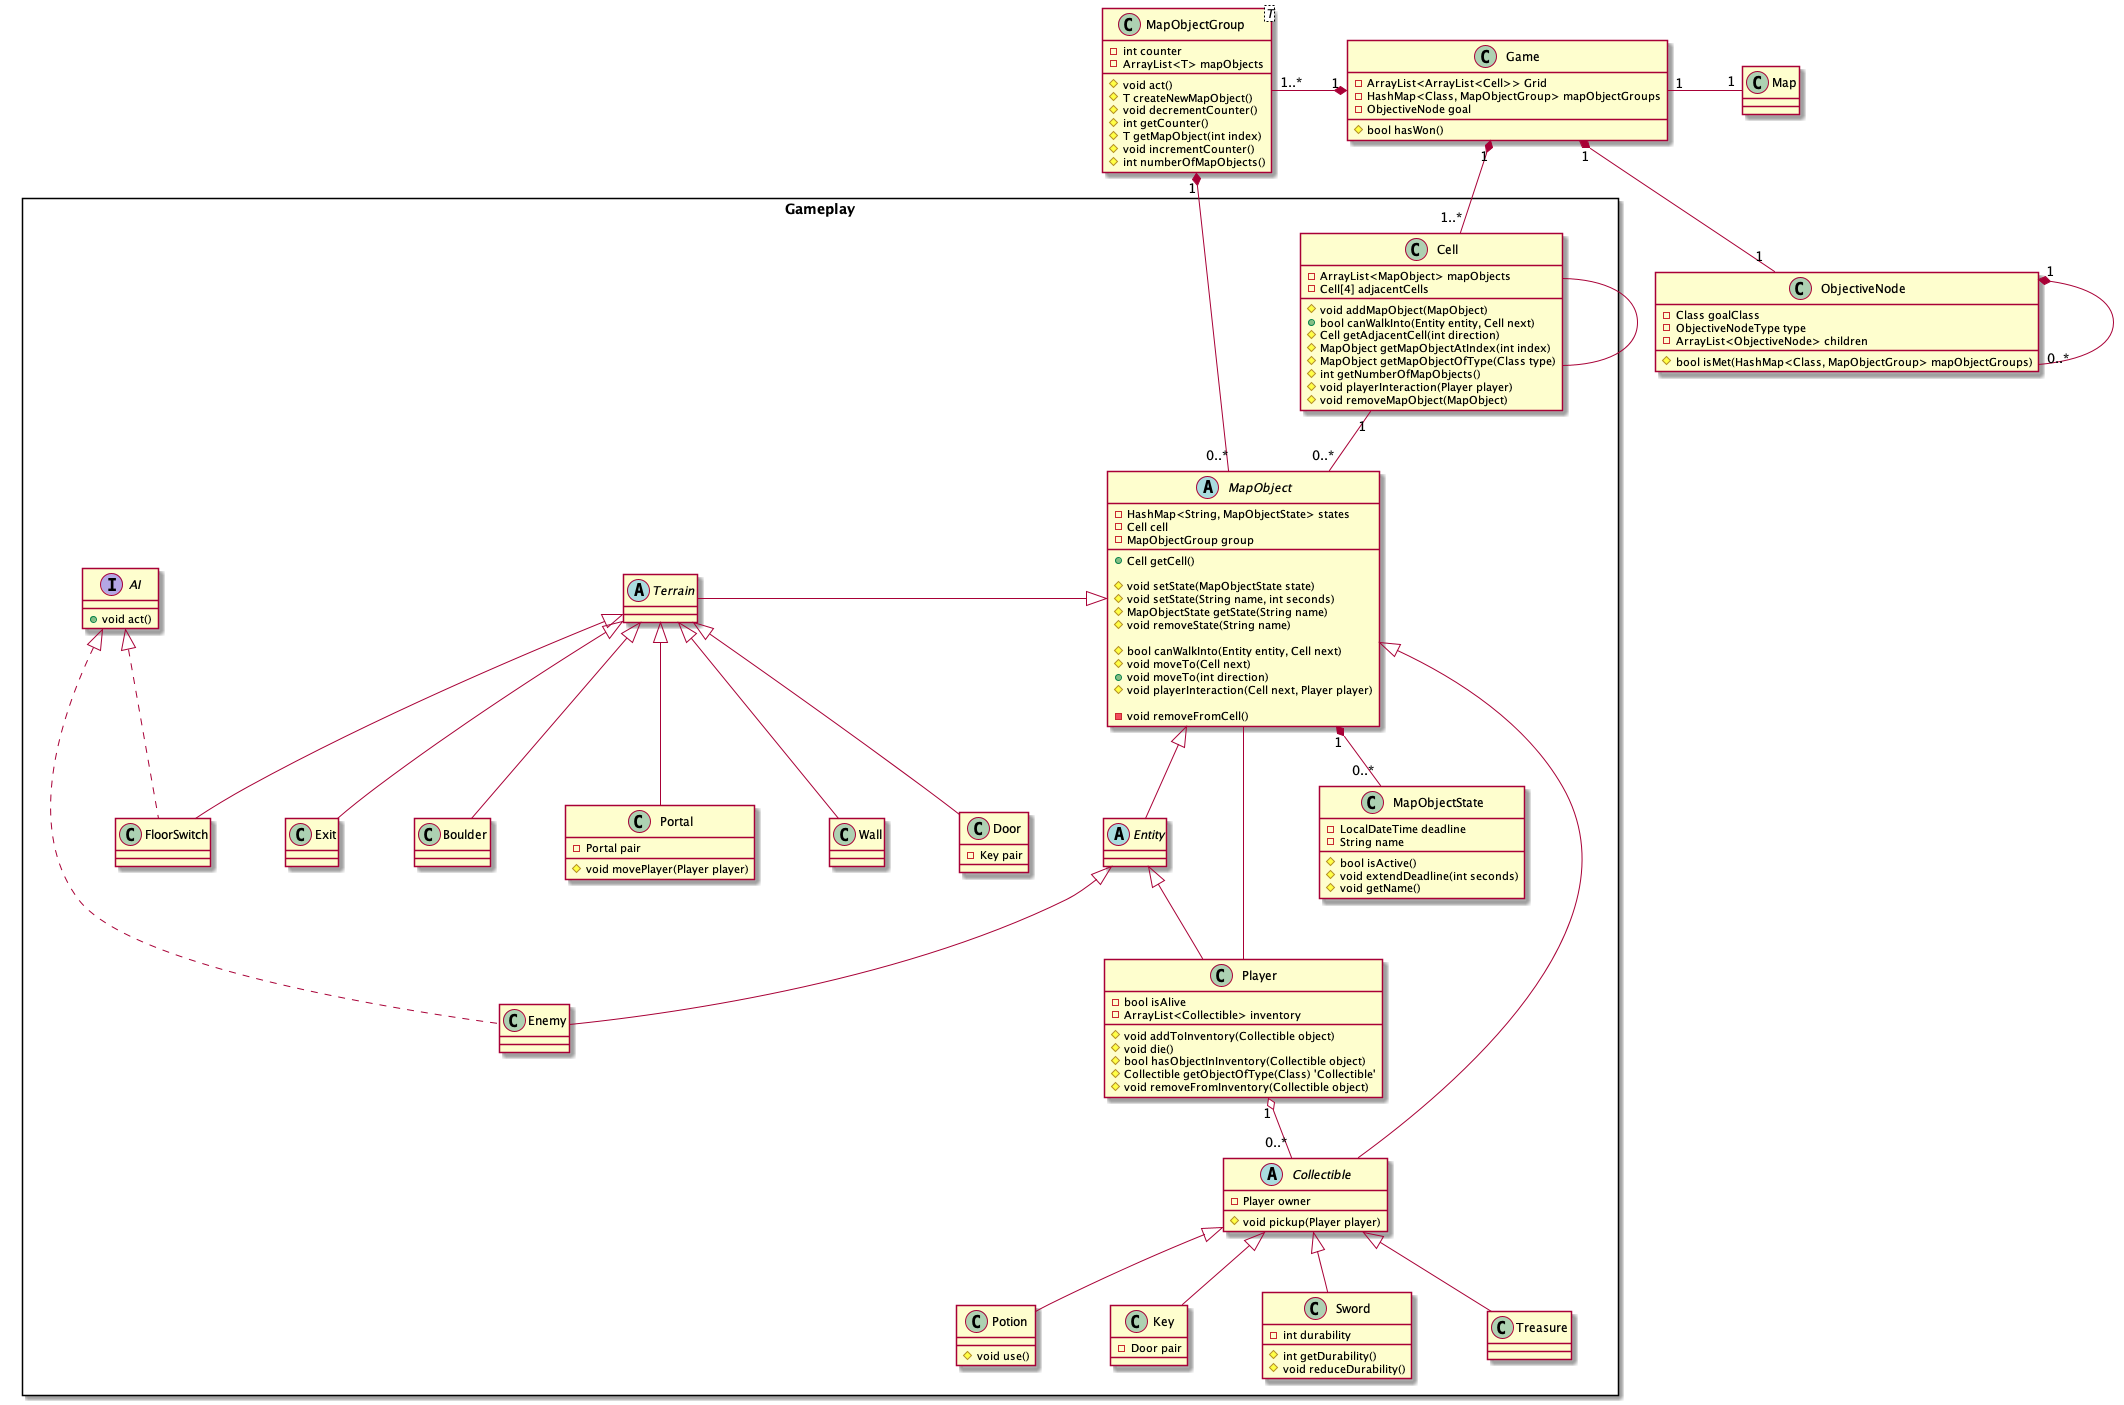 C MapObjectGroup
T
int counter
ArrayList<T> mapObjects
void act()
T createNewMapObject()
void decrementCounter()
int getCounter()
T getMapObject(int index)
void incrementCounter()
int numberOfMapObjects()
1..*
1
C Game
ArrayList<ArrayList<Cell>> Grid
HashMap<Class, MapObjectGroup> mapObjectGroups
ObjectiveNode goal
bool hasWon()
1
1
C Map
1
1
1
Gameplay
1..*
1
C Cell
ArrayList<MapObject> mapObjects
Cell[4] adjacentCells
void addMapObject(MapObject)
bool canWalkInto(Entity entity, Cell next)
Cell getAdjacentCell(int direction)
MapObject getMapObjectAtIndex(int index)
MapObject getMapObjectOfType(Class type)
int getNumberOfMapObjects()
void playerInteraction(Player player)
void removeMapObject(MapObject)
C ObjectiveNode
1
Class goalClass
ObjectiveNodeType type
ArrayList<ObjectiveNode> children
bool isMet(HashMap<Class, MapObjectGroup> mapObjectGroups)
0..*
1
0..*
0..*
A MapObject
HashMap<String, MapObjectState> states
Cell cell
MapObjectGroup group
Cell getCell()
void setState(MapObjectState state)
void setState(String name, int seconds)
MapObjectState getState(String name)
void removeState(String name)
bool canWalkInto(Entity entity, Cell next)
void moveTo(Cell next)
void moveTo(int direction)
void playerInteraction(Cell next, Player player)
void removeFromCell()
I AI
void act()
A Terrain
1
0..*
C FloorSwitch
C Exit
C Boulder
C Portal
Portal pair
void movePlayer(Player player)
C Wall
C Door
Key pair
A Entity
C MapObjectState
LocalDateTime deadline
String name
bool isActive()
void extendDeadline(int seconds)
void getName()
C Enemy
C Player
bool isAlive
ArrayList<Collectible> inventory
void addToInventory(Collectible object)
void die()
bool hasObjectInInventory(Collectible object)
Collectible getObjectOfType(Class) 'Collectible'
void removeFromInventory(Collectible object)
1
0..*
A Collectible
Player owner
void pickup(Player player)
C Potion
void use()
C Key
Door pair
C Sword
int durability
int getDurability()
void reduceDurability()
C Treasure